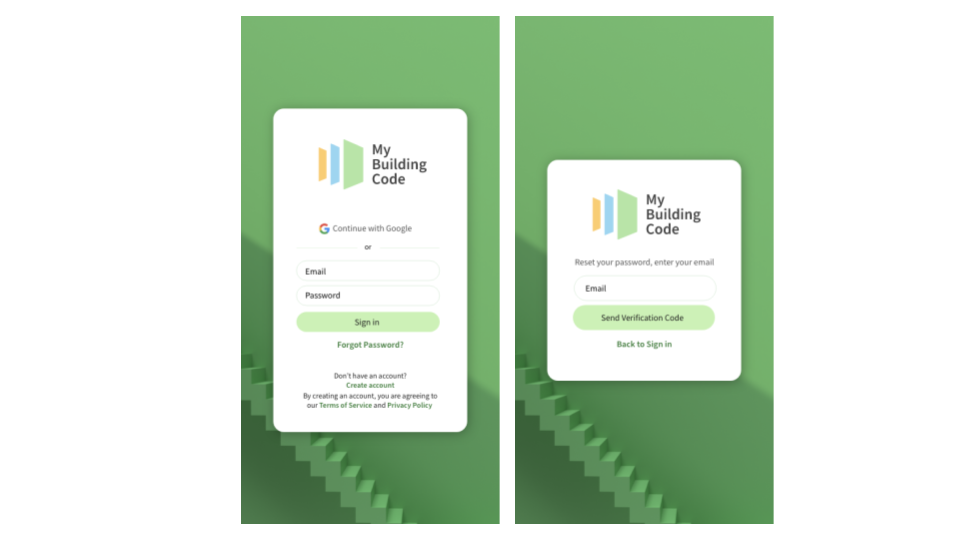 My
Building
Code
Continue with Google
or
Email
Password
Sign in
Forgot Password?
Don't have an account?
Create account
By creating an account, you are agreeing to
our Terms of Service and Privacy Policy
My
Building
Code
Reset your password, enter your email
Email
Send Verification Code
Back to Sign in